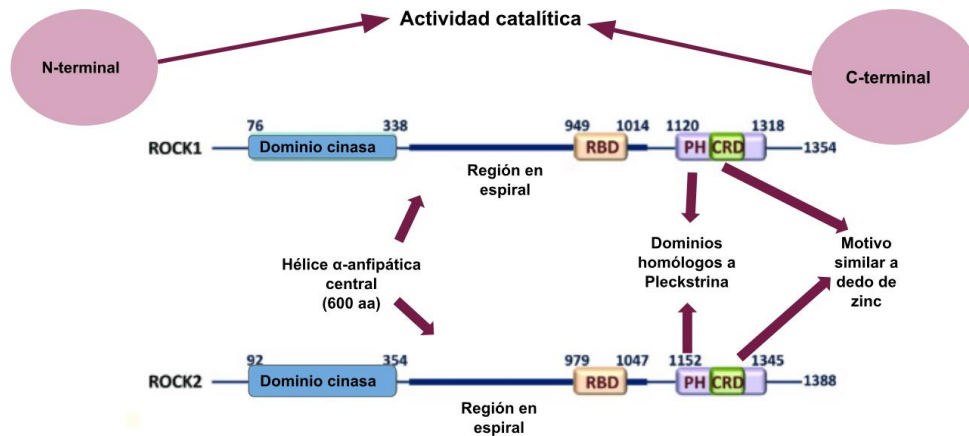 Actividad catalítica
N-terminal
C-terminal
76 338 949 1014 1120 1318
ROCK1 Dominio cinasa RBD PH CRD 1354
Región en
espiral
Hélice α-anfipática
central
(600 aa)
Dominios
homólogos a
Pleckstrina
Motivo
similar a
dedo de
zinc
92 354 979 1047 1152 1345
ROCK2 Dominio cinasa RBD PH CRD 1388
Región en
espiral